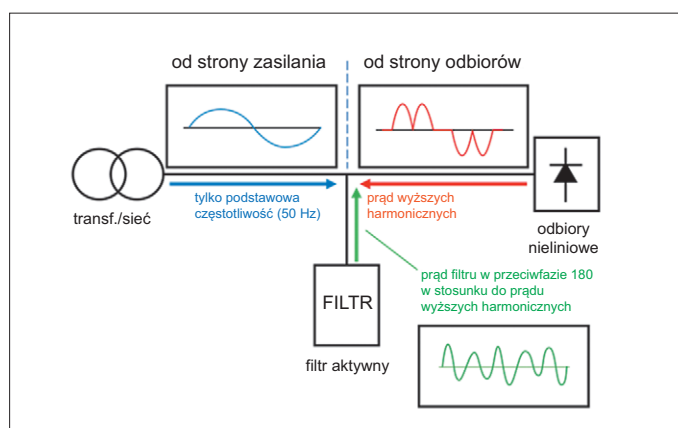 od strony zasilania
od strony odbiorów
transf./sieć
tylko podstawowa
częstotliwość (50 Hz)
prąd wyższych
harmonicznych
odbiory
nieliniowe
prąd filtru w przeciwfazie 180
w stosunku do prądu
wyższych harmonicznych
FILTR
filtr aktywny